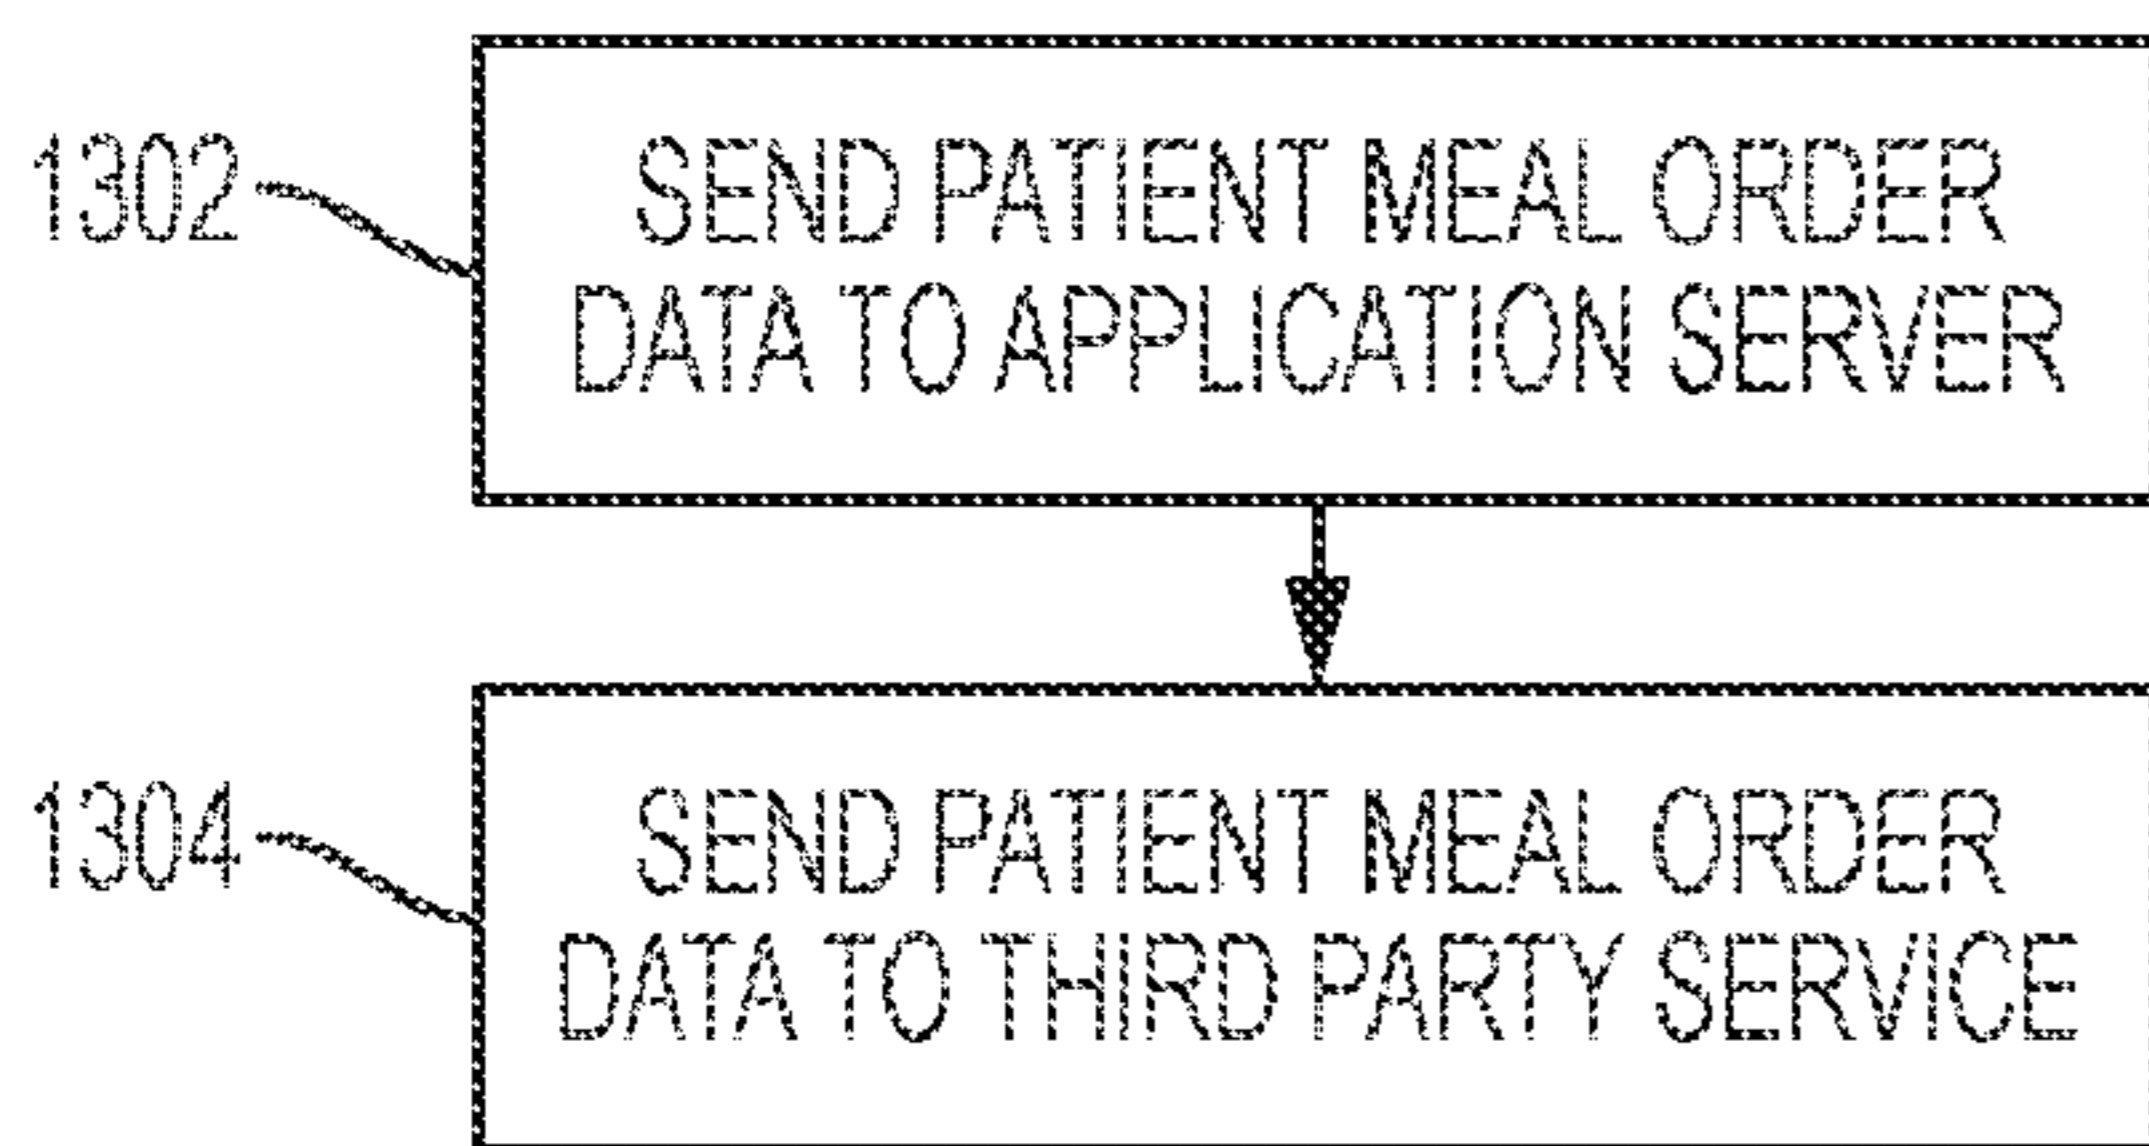 1302
SEND PATIENT MEAL ORDER
DATA TO APPLICATION SERVER
1304
SEND PATIENT MEAL ORDER
DATA TO THIRD PARTY SERVICE